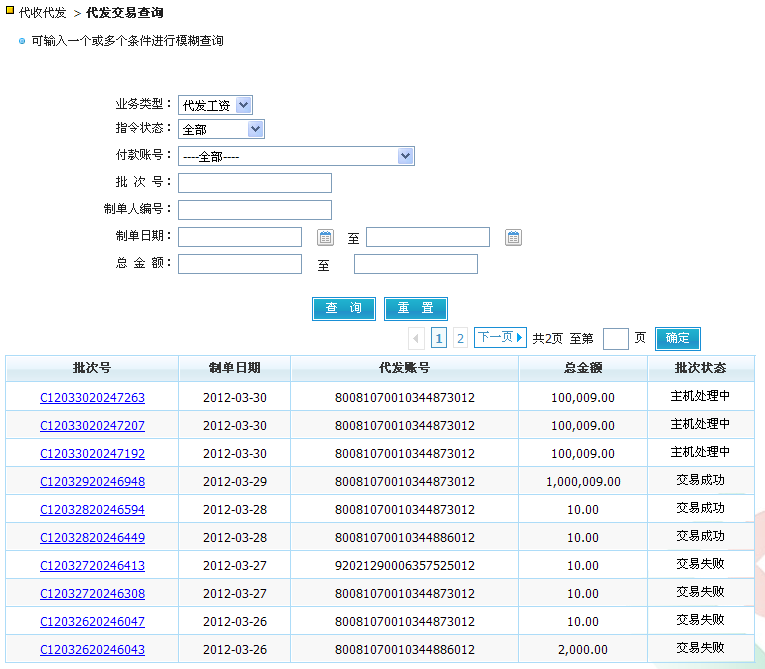 代收代发 > 代发交易查询
可输入一个或多个条件进行模糊查询
业务类型： 代发工资
指令状态： 全部
付款账号： ----全部----
批 次 号：
制单人编号：
制单日期： 至
总 金 额： 至
查 询 重 置
1 2 下一页 共2页 至第 页 确定
批次号 制单日期 代发账号 总金额 批次状态
C12033020247263 2012-03-30 80081070010344873012 100,009.00 主机处理中
C12033020247207 2012-03-30 80081070010344873012 100,009.00 主机处理中
C12033020247192 2012-03-30 80081070010344873012 100,009.00 主机处理中
C12032920246948 2012-03-29 80081070010344873012 1,000,009.00 交易成功
C12032820246594 2012-03-28 80081070010344873012 10.00 交易成功
C12032820246449 2012-03-28 80081070010344886012 10.00 交易成功
C12032720246413 2012-03-27 92021290006357525012 10.00 交易失败
C12032720246308 2012-03-27 80081070010344873012 10.00 交易失败
C12032620246047 2012-03-26 80081070010344873012 10.00 交易失败
C12032620246043 2012-03-26 80081070010344886012 2,000.00 交易失败